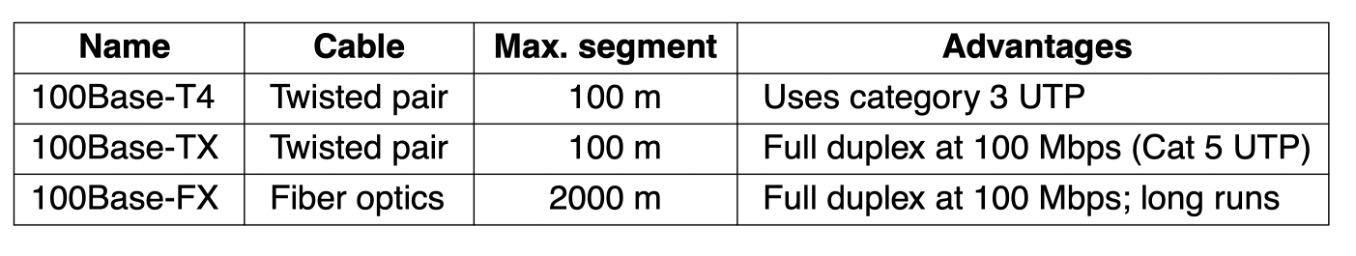 Name Cable Max. segment Advantages
100Base-T4 Twisted pair 100 m Uses category 3 UTP
100Base-TX Twisted pair 100 m Full duplex at 100 Mbps (Cat 5 UTP)
100Base-FX Fiber optics 2000 m Full duplex at 100 Mbps; long runs